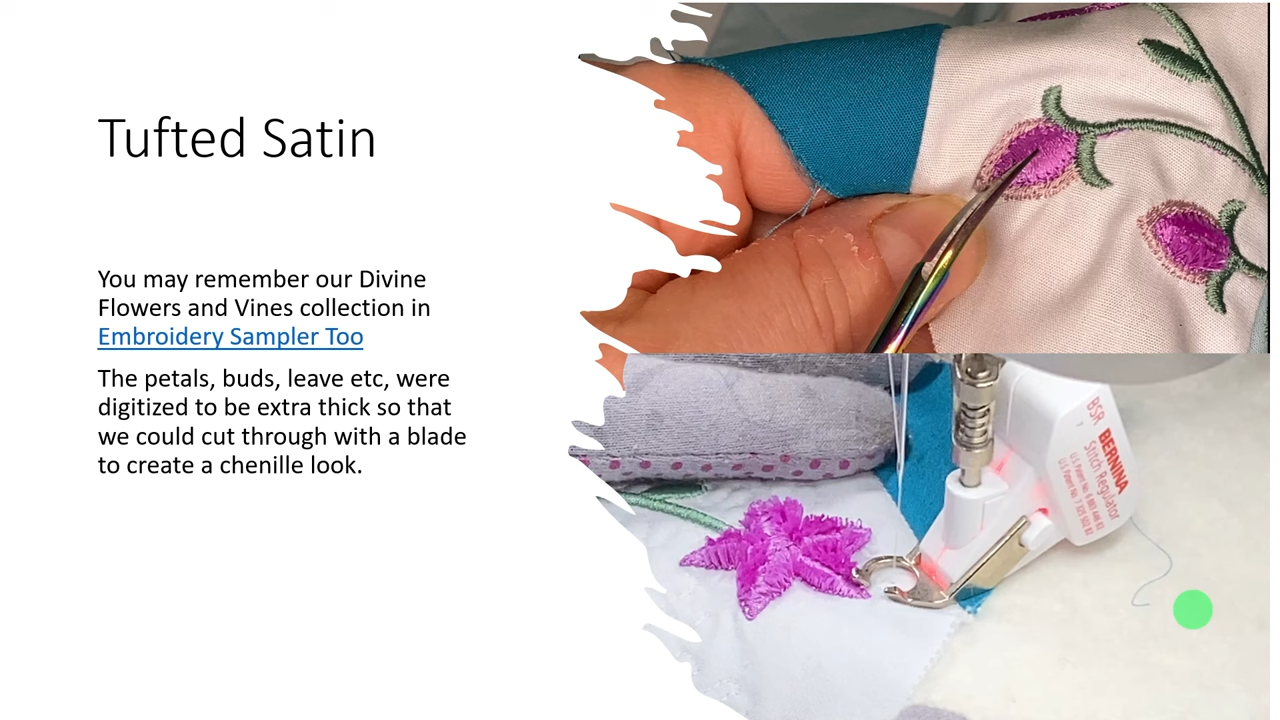 Tufted Satin
You may remember our Divine
Flowers and Vines collection in
Embroidery Sampler Too
The petals, buds, leave etc, were
digitized to be extra thick so that
we could cut through with a blade
to create a chenille look.
BSR
BERNINA
Stitch Regulator